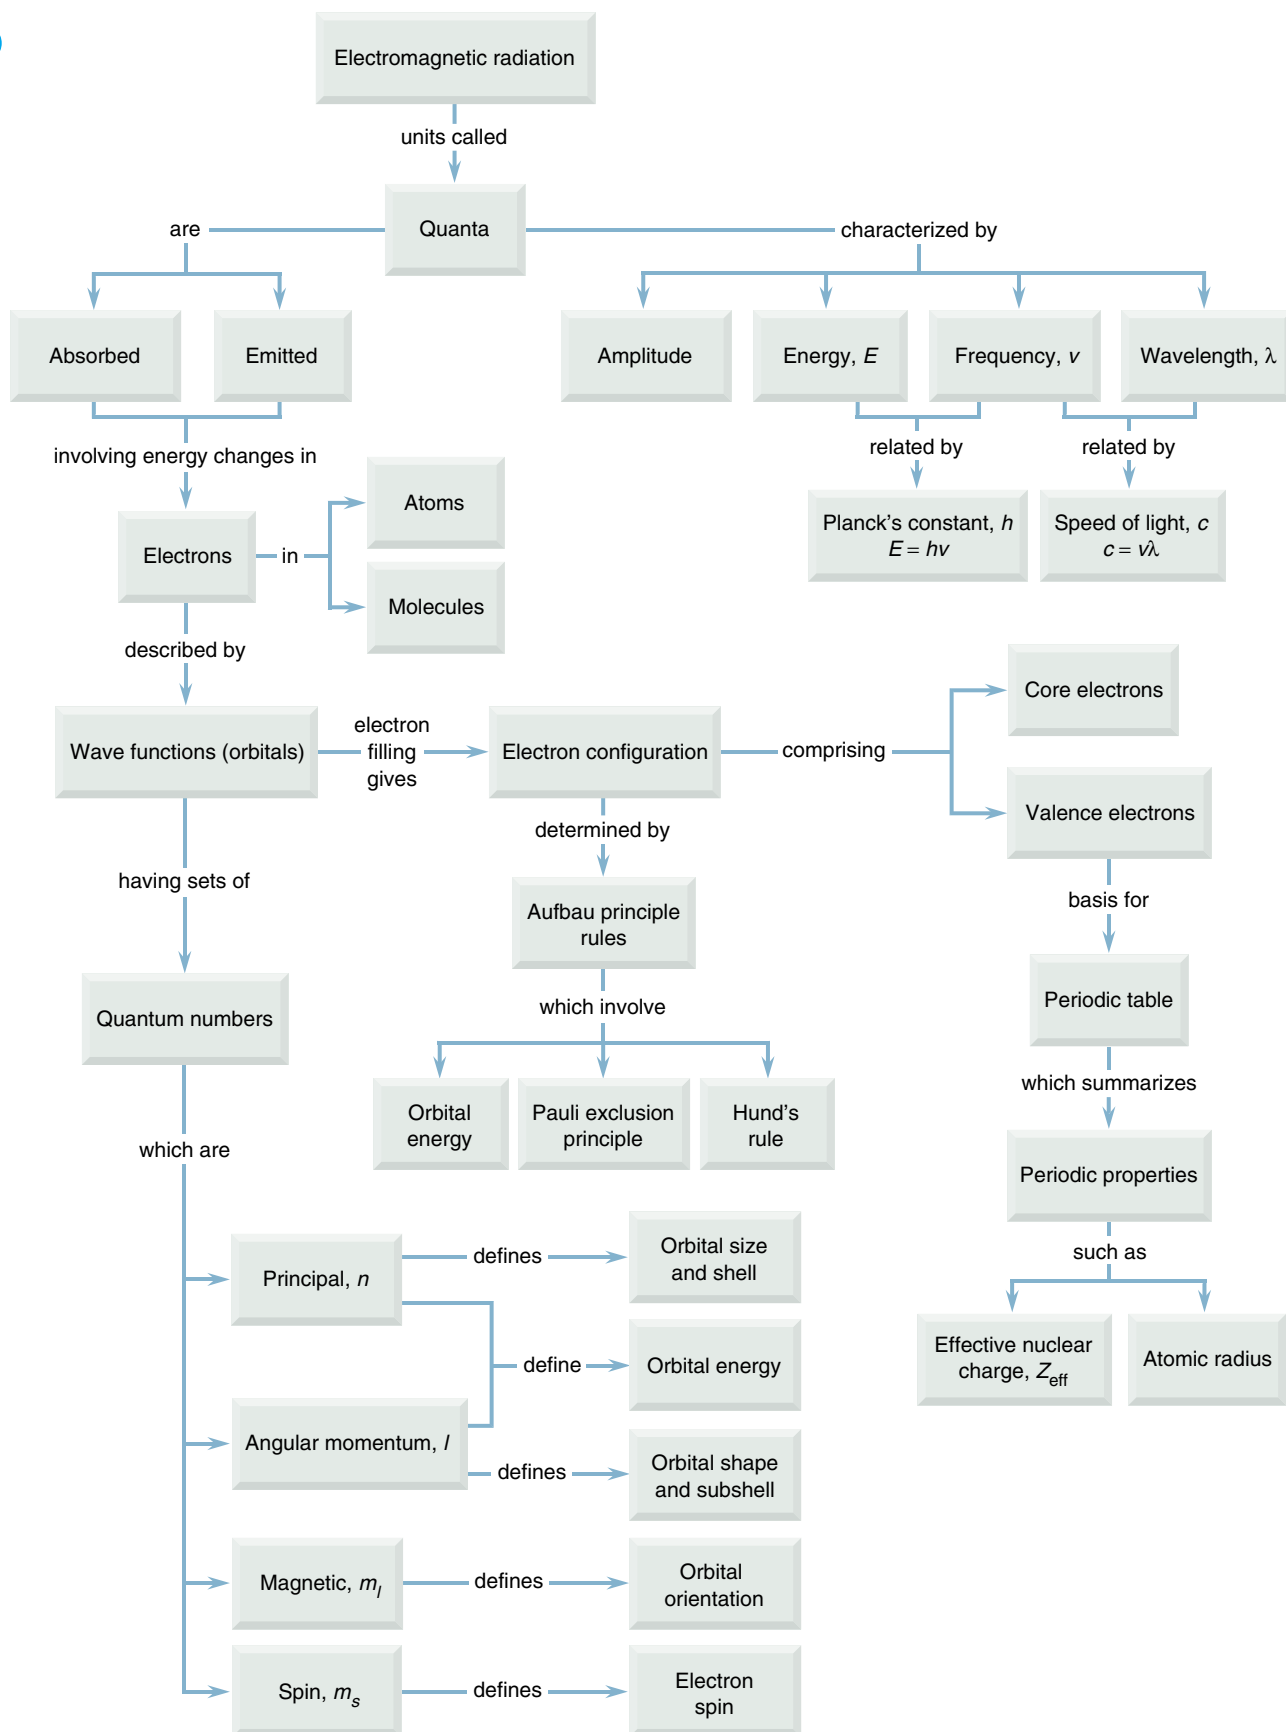 Electromagnetic radiation
units called
Quanta
are
characterized by
Absorbed
Emitted
Amplitude
Energy, E
Frequency, ν
Wavelength, λ
involving energy changes in
related by
related by
Electrons
in
Atoms
Molecules
Planck's constant, h
E = hν
Speed of light, c
c = νλ
described by
Wave functions (orbitals)
electron
filling
gives
Electron configuration
comprising
Core electrons
Valence electrons
having sets of
determined by
basis for
Aufbau principle
rules
Quantum numbers
which involve
Periodic table
which summarizes
Orbital
energy
Pauli exclusion
principle
Hund's
rule
which are
Periodic properties
such as
Principal, n
defines
Orbital size
and shell
define
Orbital energy
Effective nuclear
charge, Zeff
Atomic radius
Angular momentum, l
defines
Orbital shape
and subshell
Magnetic, ml
defines
Orbital
orientation
Spin, ms
defines
Electron
spin